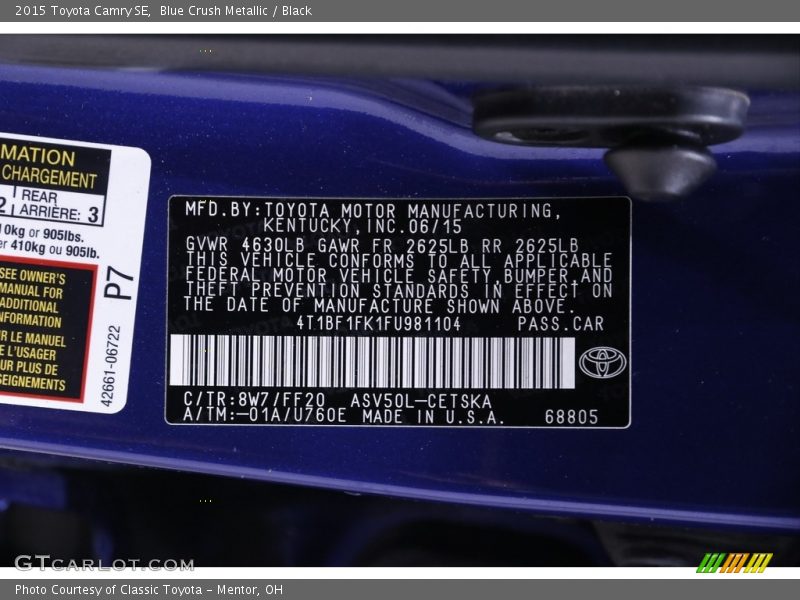 2015 Toyota Camry SE, Blue Crush Metallic / Black
MATION
CHARGEMENT
2 REAR
ARRIÈRE: 3
10kg or 905lbs.
er 410kg ou 905lb.
SEE OWNER'S
MANUAL FOR
ADDITIONAL
NFORMATION
R LE MANUEL
E L'USAGER
UR PLUS DE
SEIGNEMENTS
42661-06722
P7
MFD.BY:TOYOTA MOTOR MANUFACTURING,
KENTUCKY,INC.06/15
GVWR 4630LB GAWR FR 2625LB RR 2625LB
THIS VEHICLE CONFORMS TO ALL APPLICABLE
FEDERAL MOTOR VEHICLE SAFETY,BUMPER,AND
THEFT PREVENTION STANDARDS IN EFFECT ON
THE DATE OF MANUFACTURE SHOWN ABOVE.
4T1BF1FK1FU981104 PASS.CAR
C/TR:8W7/FF20 ASV50L-CETSKA
A/TM:-01A/U760E MADE IN U.S.A. 68805
GTCARLOT.COM
Photo Courtesy of Classic Toyota - Mentor, OH